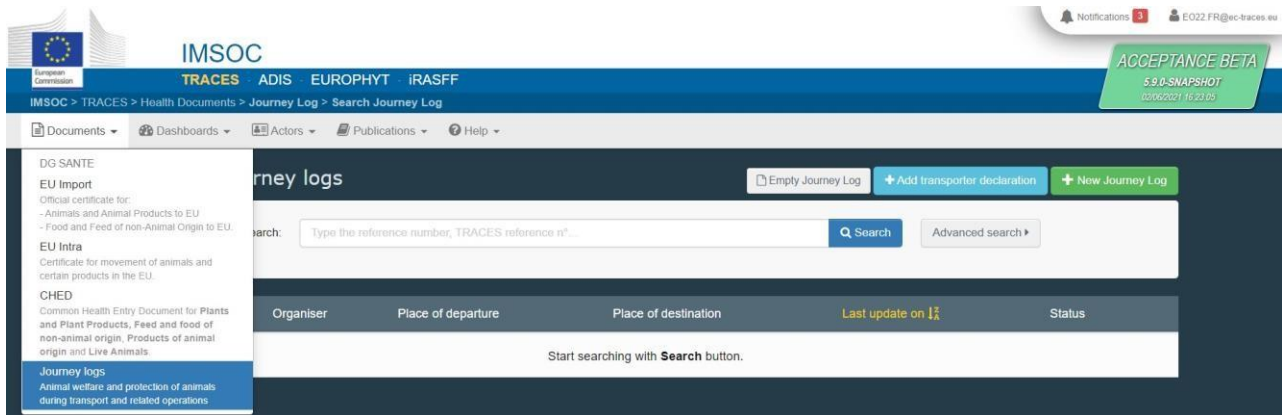 Notifications 3 EO22.FR@ec-traces.eu
European
Commission
IMSOC
TRACES ADIS EUROPHYT iRASFF
ACCEPTANCE BETA
5.9.0-SNAPSHOT
02/06/2021 16:23:05
IMSOC > TRACES > Health Documents > Journey Log > Search Journey Log
Documents Dashboards Actors Publications Help
DG SANTE
EU Import
Official certificate for:
- Animals and Animal Products to EU
- Food and Feed of non-Animal Origin to EU.
EU Intra
Certificate for movement of animals and
certain products in the EU.
CHED
Common Health Entry Document for Plants
and Plant Products, Feed and food of
non-animal origin, Products of animal
origin and Live Animals.
Journey logs
Animal welfare and protection of animals
during transport and related operations
rney logs
Empty Journey Log + Add transporter declaration + New Journey Log
earch: Type the reference number, TRACES reference n°... Search Advanced search
Organiser Place of departure Place of destination Last update on Status
Start searching with Search button.